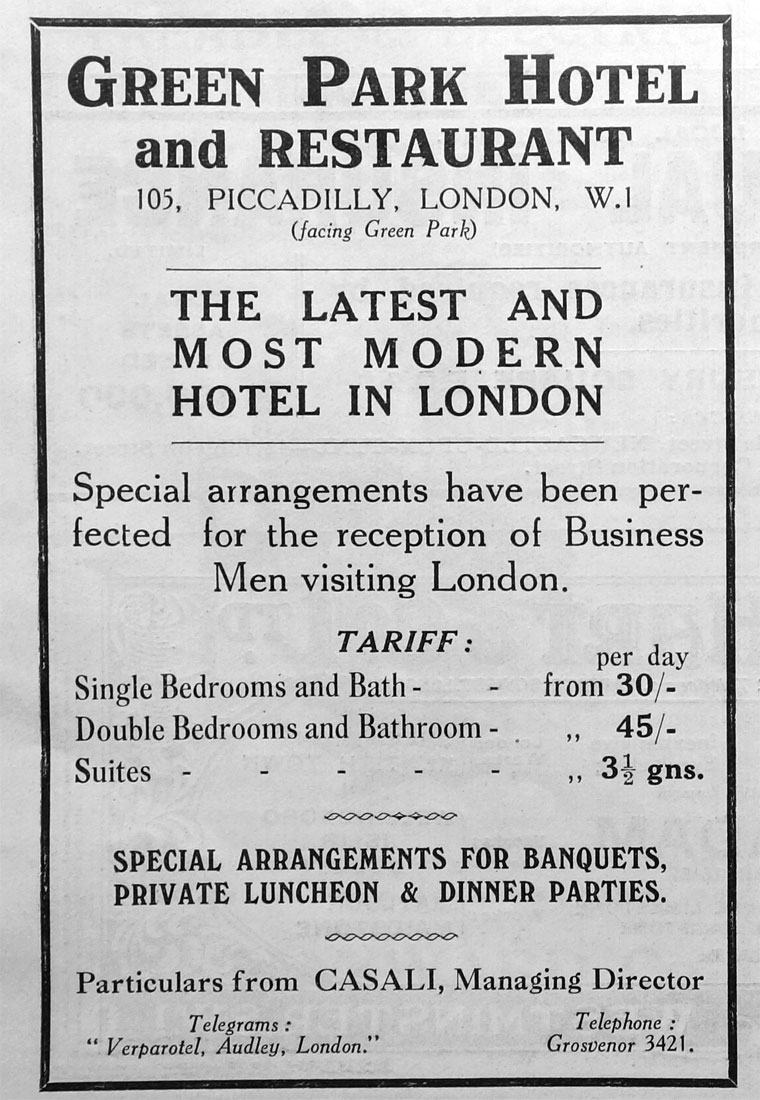 GREEN PARK HOTEL
and RESTAURANT
105, PICCADILLY, LONDON, W.1
(facing Green Park)
THE LATEST AND
MOST MODERN
HOTEL IN LONDON
Special arrangements have been per-
fected for the reception of Business
Men visiting London.
TARIFF:
per day
Single Bedrooms and Bath - - from 30/-
Double Bedrooms and Bathroom - „ 45/-
Suites - - - - - „ 3½ gns.
SPECIAL ARRANGEMENTS FOR BANQUETS,
PRIVATE LUNCHEON & DINNER PARTIES.
Particulars from CASALI, Managing Director
Telegrams: Telephone:
"Verparotel, Audley, London." Grosvenor 3421.